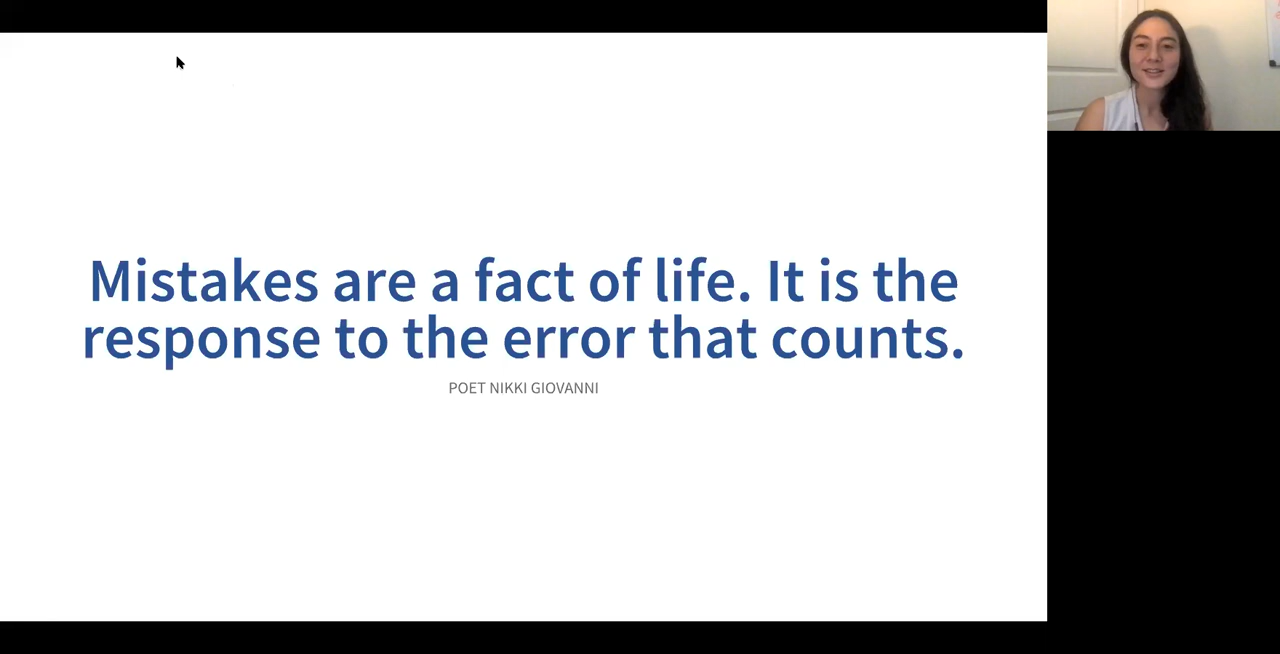 Mistakes are a fact of life. It is the
response to the error that counts.
POET NIKKI GIOVANNI